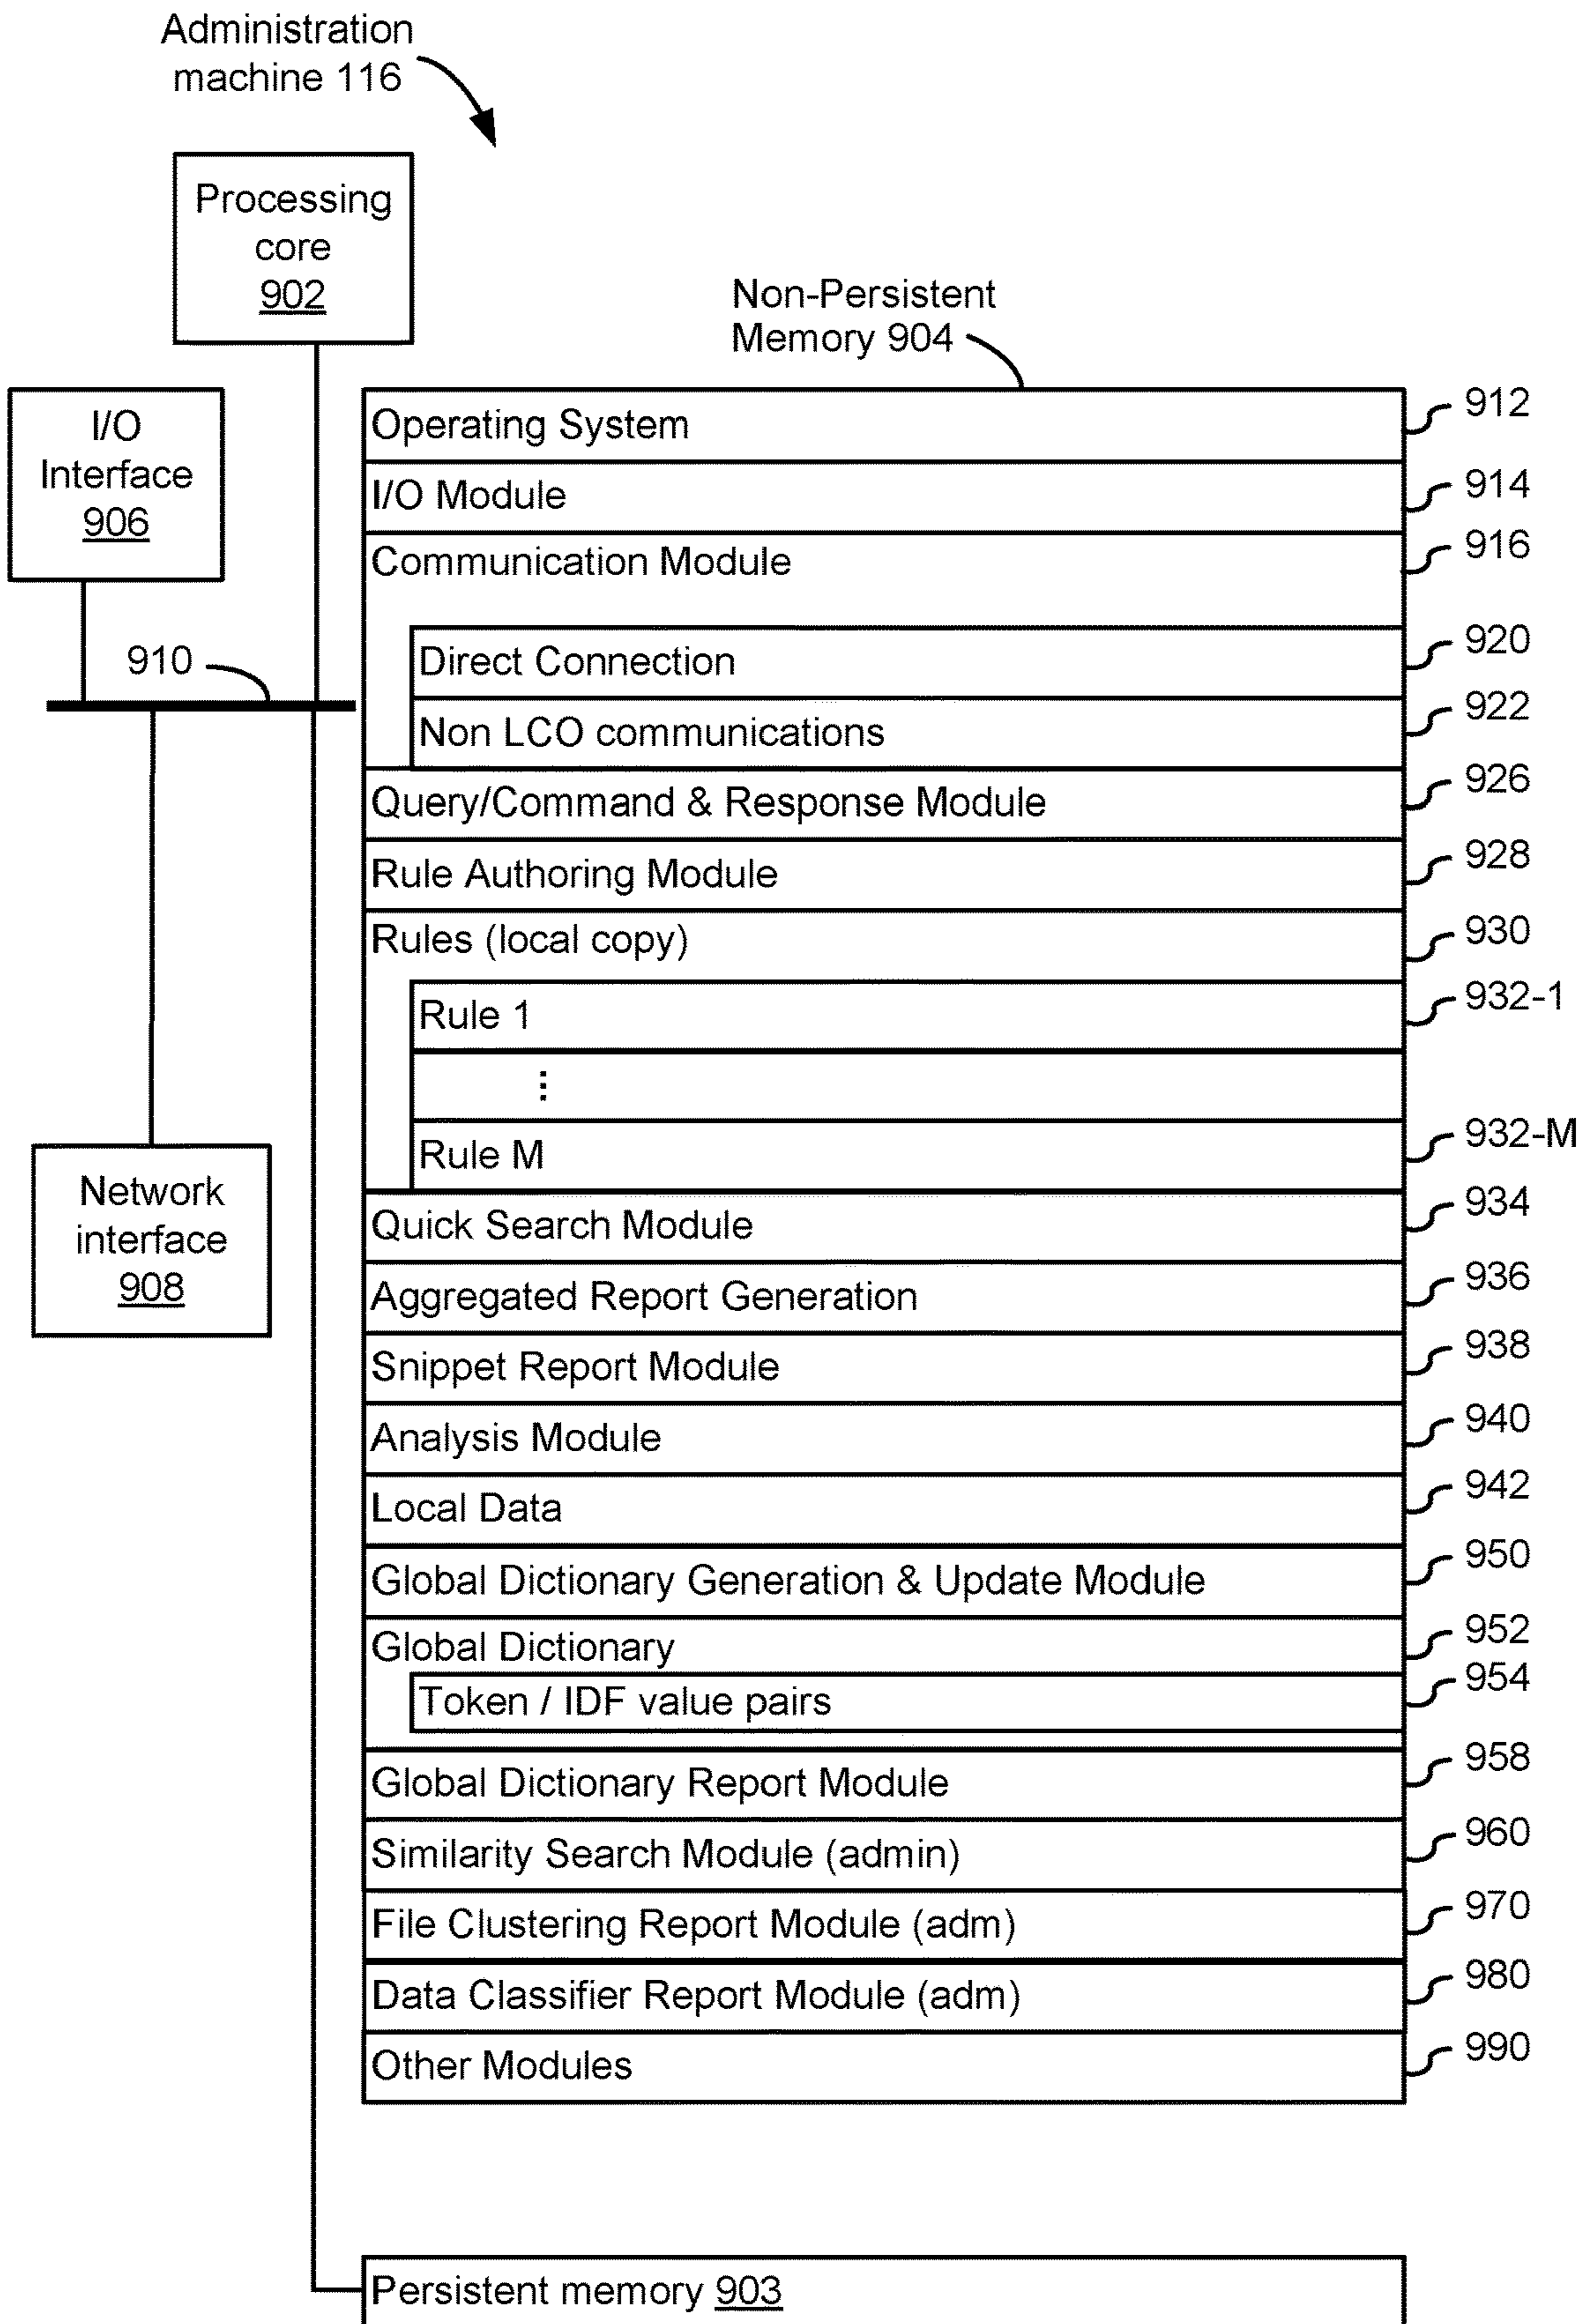 Administration
machine 116
Processing
core
902
Non-Persistent
Memory 904
I/O
Interface
906
910
Network
interface
908
Operating System
912
I/O Module
914
Communication Module
916
Direct Connection
920
Non LCO communications
922
Query/Command & Response Module
926
Rule Authoring Module
928
Rules (local copy)
930
Rule 1
932-1
⋮
Rule M
932-M
Quick Search Module
934
Aggregated Report Generation
936
Snippet Report Module
938
Analysis Module
940
Local Data
942
Global Dictionary Generation & Update Module
950
Global Dictionary
952
Token / IDF value pairs
954
Global Dictionary Report Module
958
Similarity Search Module (admin)
960
File Clustering Report Module (adm)
970
Data Classifier Report Module (adm)
980
Other Modules
990
Persistent memory 903